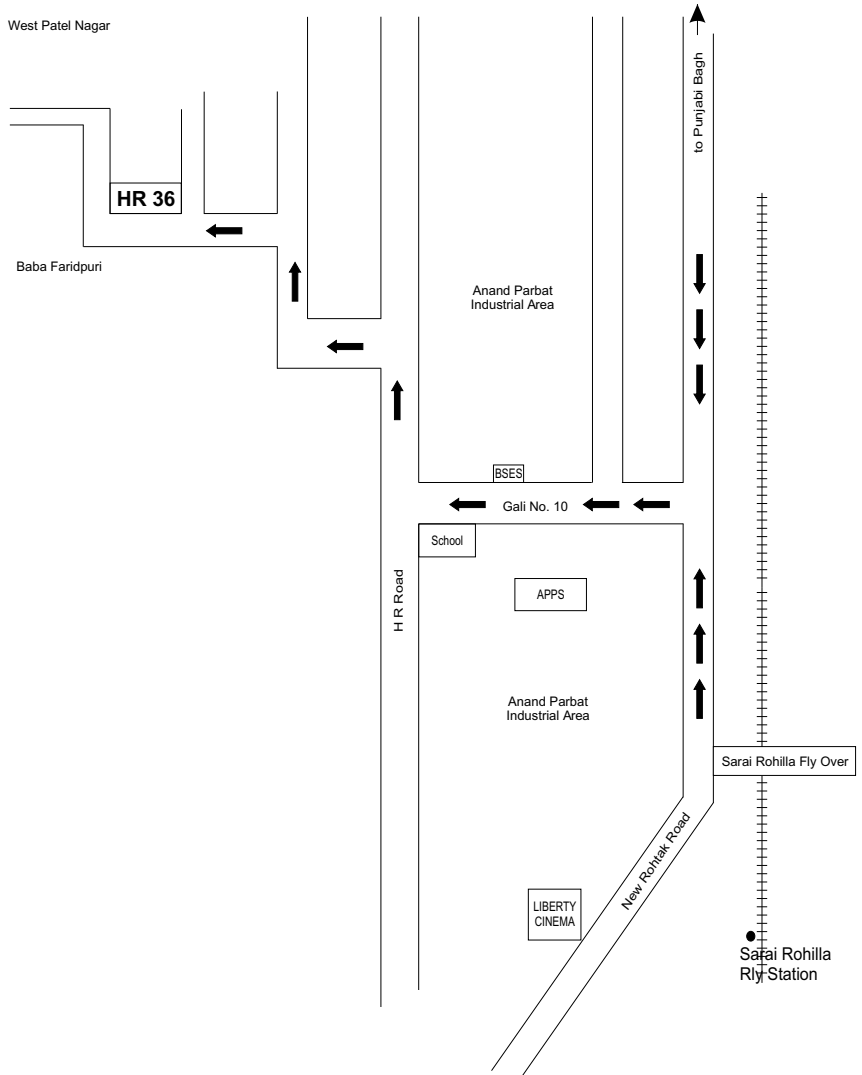 West Patel Nagar
to Punjabi Bagh
HR 36
Baba Faridpuri
Anand Parbat
Industrial Area
BSES
Gali No. 10
School
H R Road
APPS
Anand Parbat
Industrial Area
Sarai Rohilla Fly Over
New Rohtak Road
LIBERTY
CINEMA
Sarai Rohilla
Rly Station